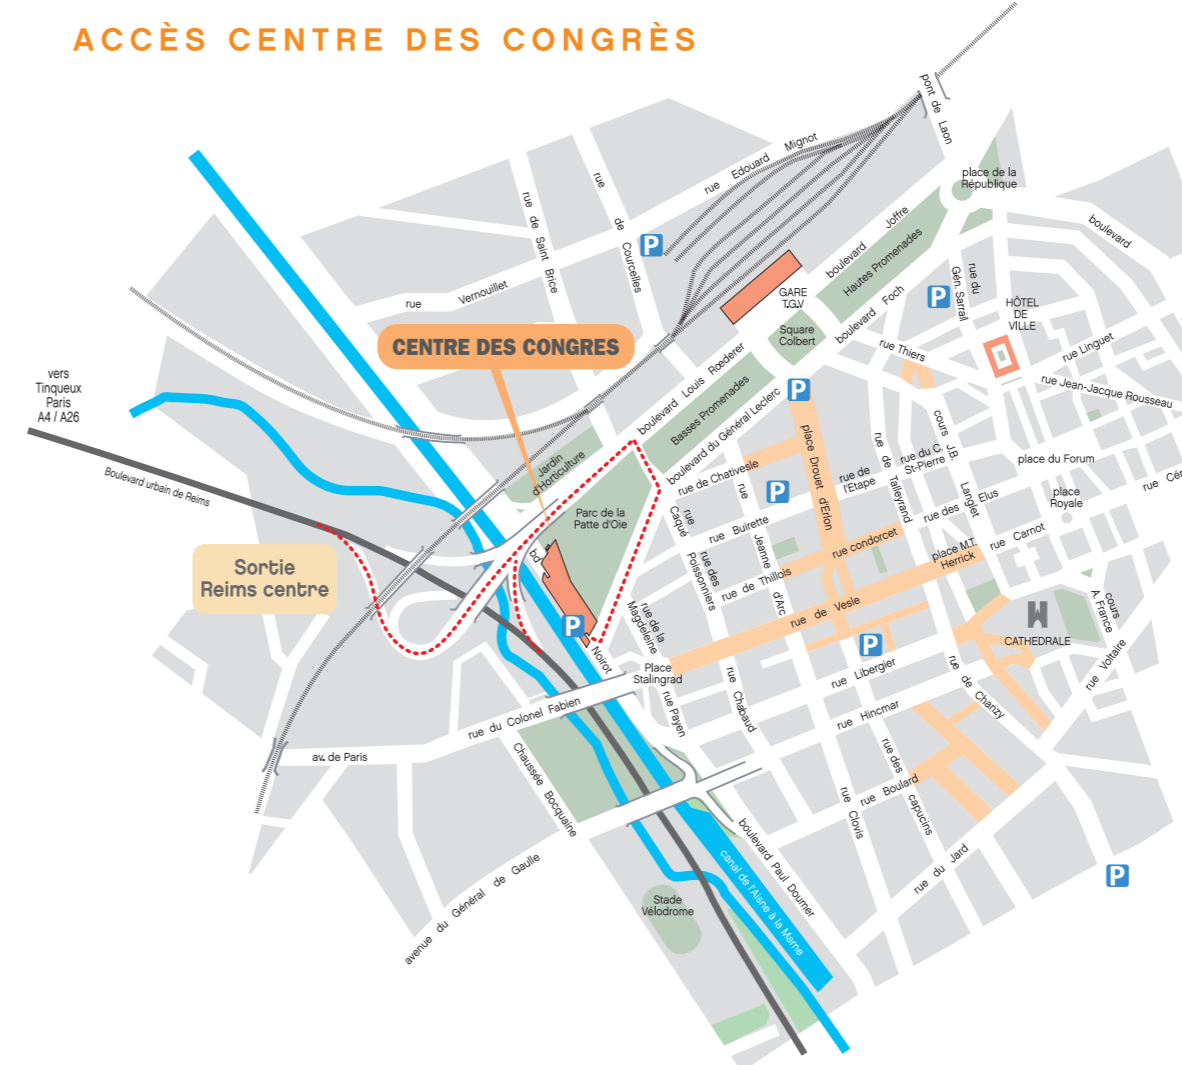 ACCÈS CENTRE DES CONGRÈS
pont de Laon
rue Edouard Mignot
place de la
République
rue de Courcelles
rue de Saint Brice
boulevard Joffre
boulevard
P
Hautes Promenades
rue Vernouillet
GARE
T.G.V
P
rue du
Gén. Sarrail
HÔTEL
DE
VILLE
boulevard Foch
Square
Colbert
CENTRE DES CONGRES
rue Thiers
rue Linguet
boulevard Louis Rœderer
vers
Tinqueux
Paris
A4 / A26
Basses Promenades
P
rue Jean-Jacque Rousseau
boulevard du Général Leclerc
cours J.B. Langlet
place Drouet d'Erlon
rue de Talleyrand
rue du C.
St-Pierre
place du Forum
Jardin
d'Horticulture
rue de Chativesle
rue de
l'Etape
Boulevard urbain de Reims
P
place
Royale
rue Cér
rue des Elus
Parc de la
Patte d'Oie
rue Caqué
rue Buirette
rue Jeanne d'Arc
rue condorcet
rue Carnot
place M.T.
Herrick
bd
Noirot
rue des
Poissonniers
rue de Thillois
Sortie
Reims centre
P
rue de la
Magdeleine
rue de Vesle
cours
A. France
CATHEDRALE
P
rue Voltaire
Place
Stalingrad
rue Libergier
rue de Chanzy
rue Payen
rue Chabaud
rue du Colonel Fabien
rue Hincmar
av. de Paris
Chaussée Bocquaine
rue des capucins
rue Boulard
rue Clovis
boulevard Paul Doumer
canal de l'Aisne à la Marne
avenue du Général de Gaulle
rue du Jard
P
Stade
Vélodrome